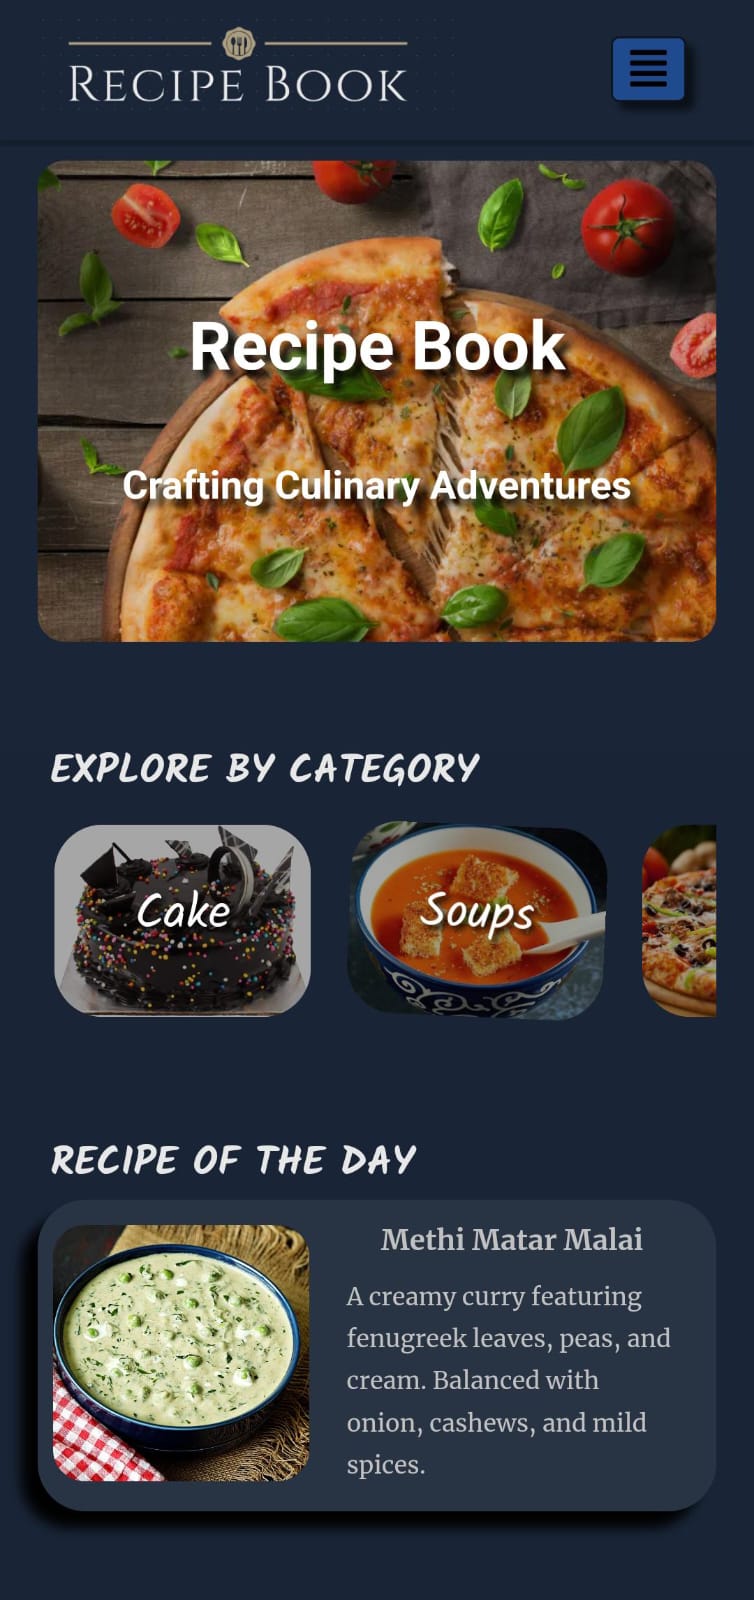 Recipe Book
Recipe Book
Crafting Culinary Adventures
EXPLORE BY CATEGORY
Cake
Soups
RECIPE OF THE DAY
Methi Matar Malai
A creamy curry featuring
fenugreek leaves, peas, and
cream. Balanced with
onion, cashews, and mild
spices.